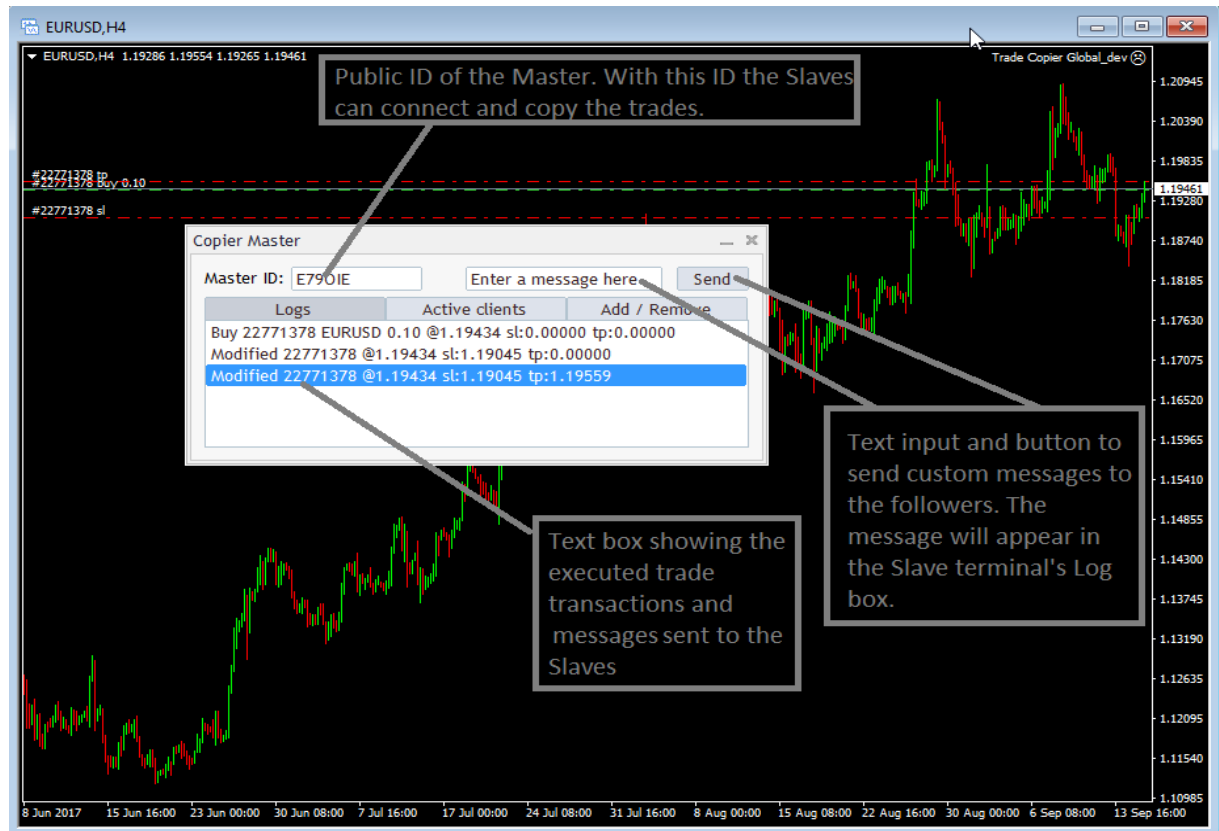 EURUSD,H4
EURUSD,H4 1.19286 1.19554 1.19265 1.19461
Trade Copier Global_dev
Public ID of the Master. With this ID the Slaves
can connect and copy the trades.
#22771378 tp
#22771378 buy 0.10
#22771378 sl
Copier Master
Master ID: E79OIE
Enter a message here
Send
Logs
Active clients
Add / Remove
Buy 22771378 EURUSD 0.10 @1.19434 sl:0.00000 tp:0.00000
Modified 22771378 @1.19434 sl:1.19045 tp:0.00000
Modified 22771378 @1.19434 sl:1.19045 tp:1.19559
Text input and button to
send custom messages to
the followers. The
message will appear in
the Slave terminal's Log
box.
Text box showing the
executed trade
transactions and
messages sent to the
Slaves
1.20945
1.20390
1.19835
1.19461
1.19280
1.18740
1.18185
1.17630
1.17075
1.16520
1.15965
1.15410
1.14855
1.14300
1.13745
1.13190
1.12635
1.12095
1.11540
1.10985
8 Jun 2017 15 Jun 16:00 23 Jun 00:00 30 Jun 08:00 7 Jul 16:00 17 Jul 00:00 24 Jul 08:00 31 Jul 16:00 8 Aug 00:00 15 Aug 08:00 22 Aug 16:00 30 Aug 00:00 6 Sep 08:00 13 Sep 16:00